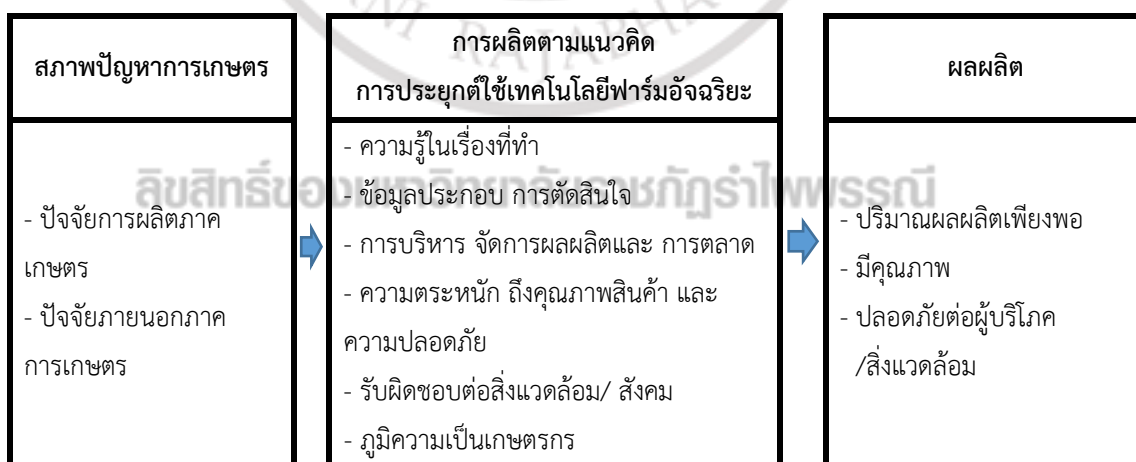 RAJABHA
สภาพปัญหาการเกษตร
- ปัจจัยการผลิตภาค
เกษตร
- ปัจจัยภายนอกภาค
การเกษตร
การผลิตตามแนวคิด
การประยุกต์ใช้เทคโนโลยีฟาร์มอัจฉริยะ
- ความรู้ในเรื่องที่ทำ
- ข้อมูลประกอบ การตัดสินใจ
- การบริหาร จัดการผลผลิตและ การตลาด
- ความตระหนัก ถึงคุณภาพสินค้า และ
ความปลอดภัย
- รับผิดชอบต่อสิ่งแวดล้อม/ สังคม
- ภูมิความเป็นเกษตรกร
ผลผลิต
- ปริมาณผลผลิตเพียงพอ
- มีคุณภาพ
- ปลอดภัยต่อผู้บริโภค
/สิ่งแวดล้อม
ลิขสิทธิ์ของมหาวิทยาลัยราชภัฏรำไพพรรณี